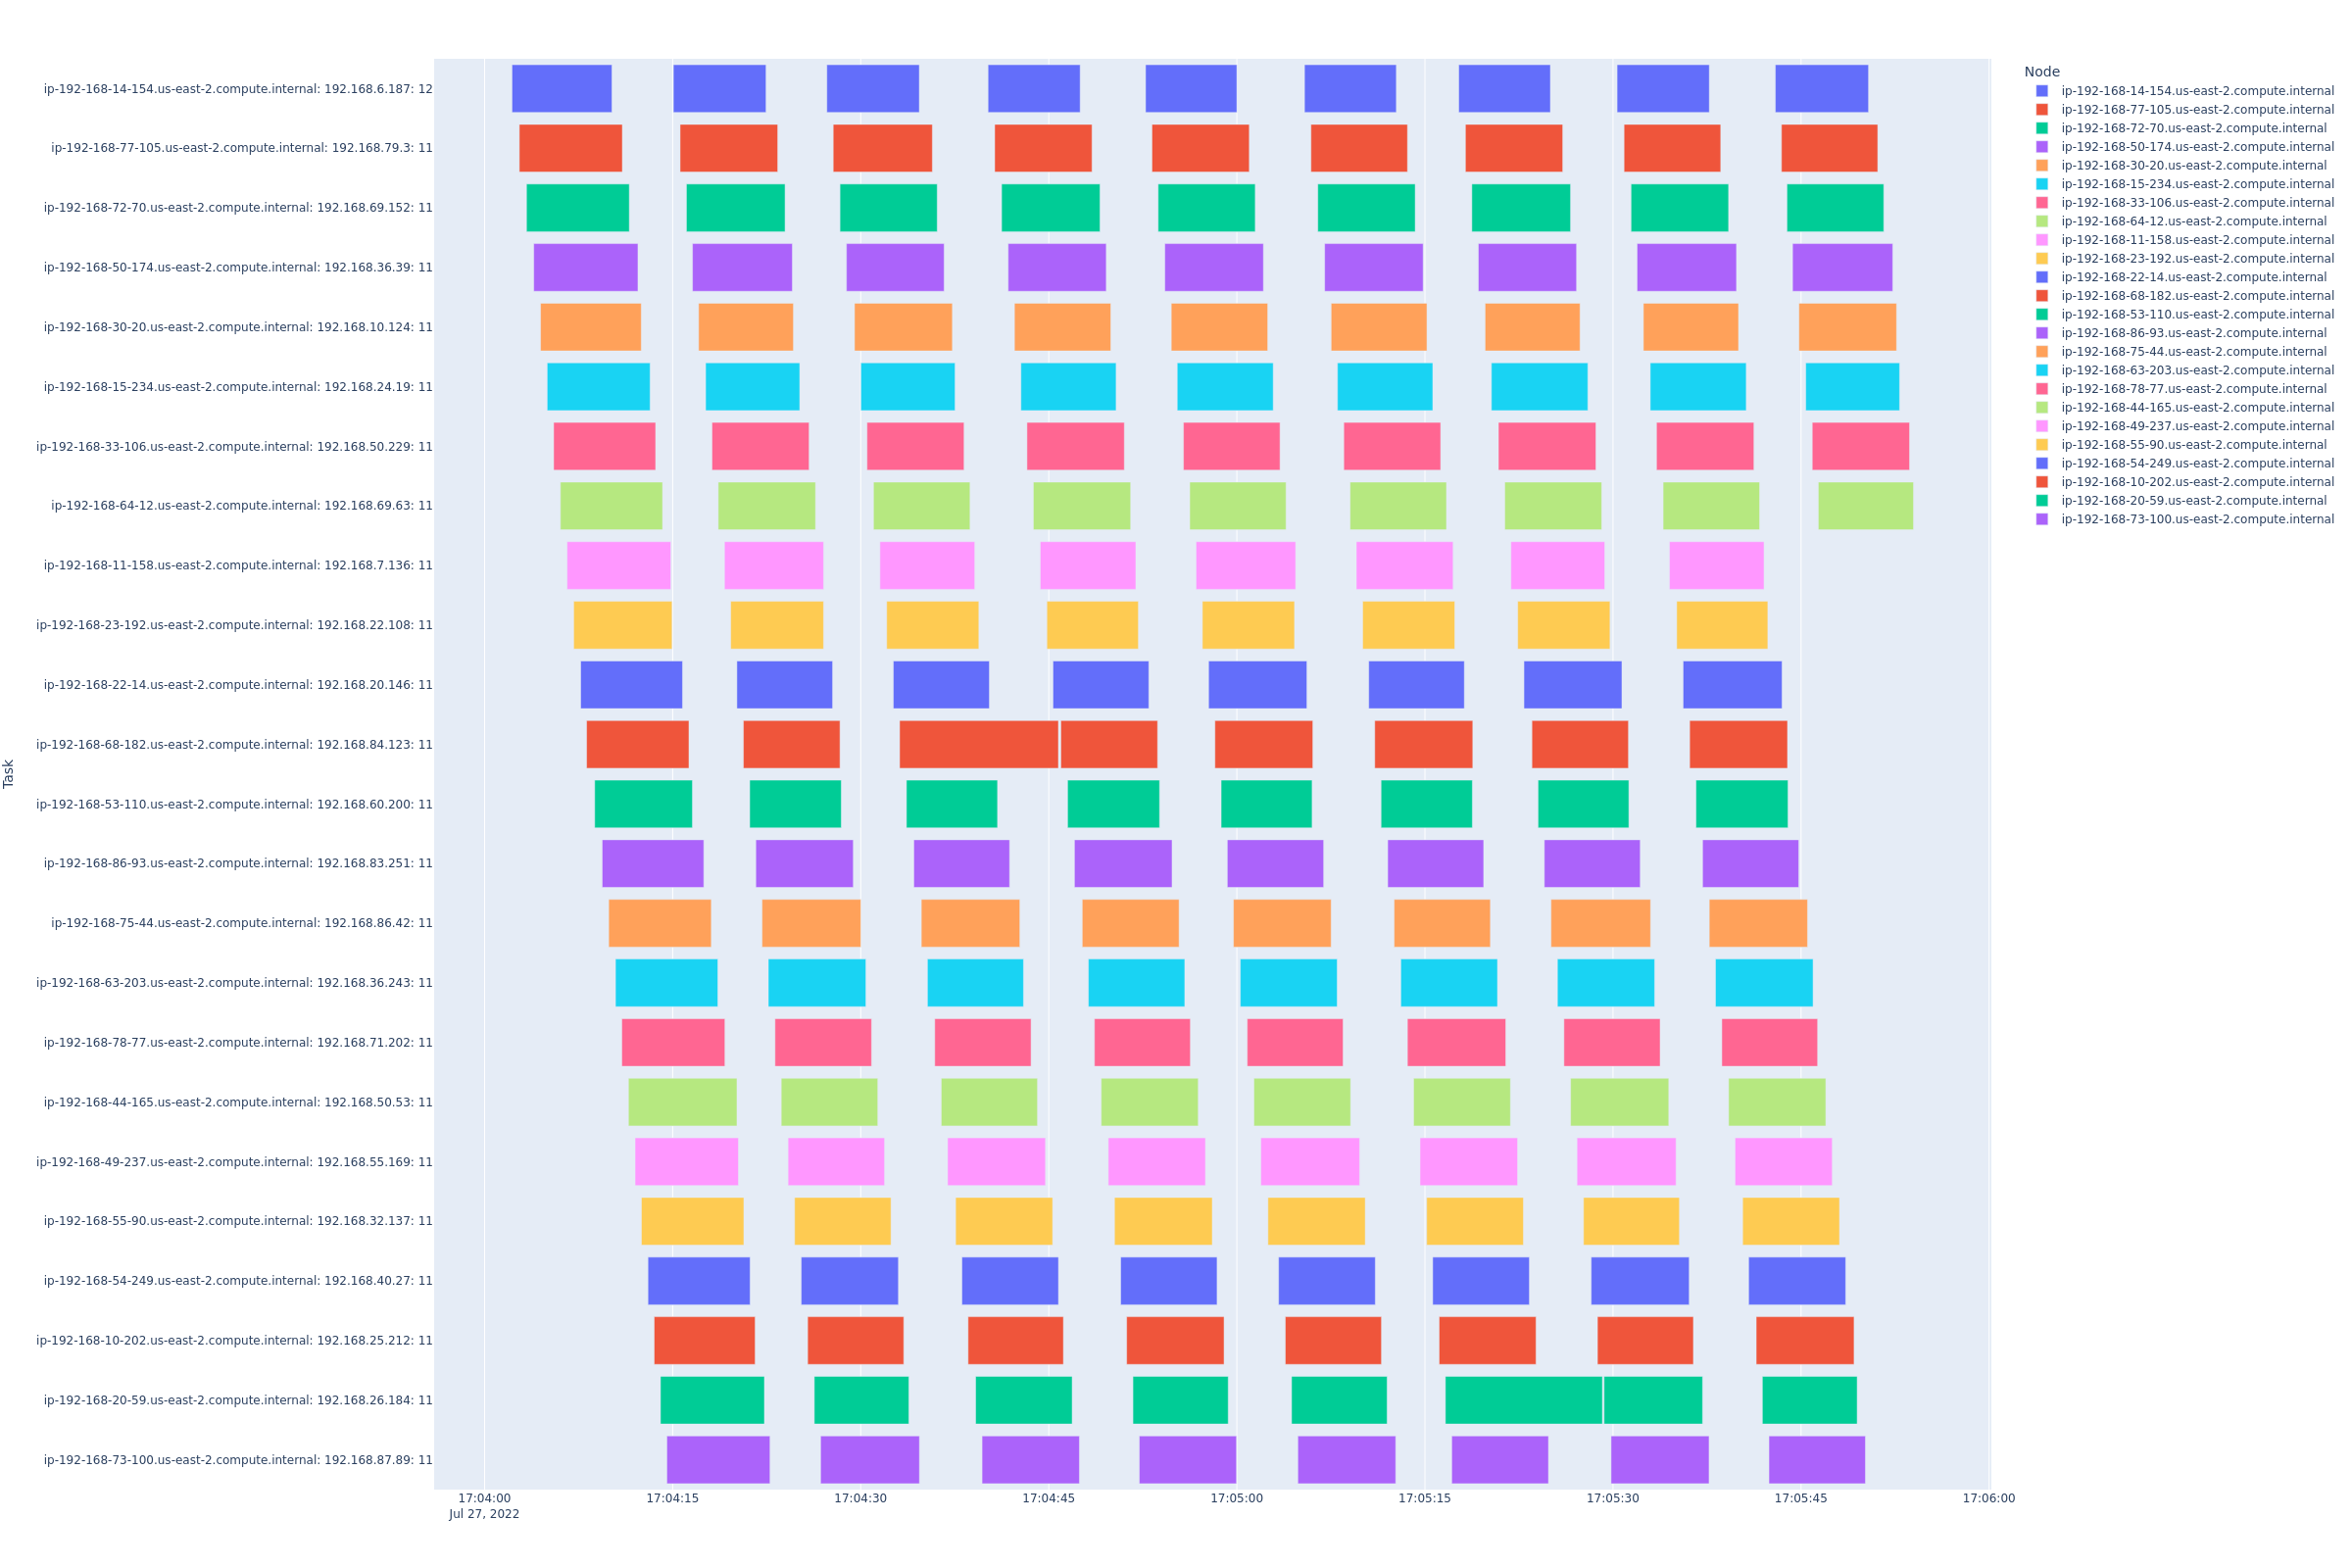 Task
ip-192-168-14-154.us-east-2.compute.internal: 192.168.6.187: 12
ip-192-168-77-105.us-east-2.compute.internal: 192.168.79.3: 11
ip-192-168-72-70.us-east-2.compute.internal: 192.168.69.152: 11
ip-192-168-50-174.us-east-2.compute.internal: 192.168.36.39: 11
ip-192-168-30-20.us-east-2.compute.internal: 192.168.10.124: 11
ip-192-168-15-234.us-east-2.compute.internal: 192.168.24.19: 11
ip-192-168-33-106.us-east-2.compute.internal: 192.168.50.229: 11
ip-192-168-64-12.us-east-2.compute.internal: 192.168.69.63: 11
ip-192-168-11-158.us-east-2.compute.internal: 192.168.7.136: 11
ip-192-168-23-192.us-east-2.compute.internal: 192.168.22.108: 11
ip-192-168-22-14.us-east-2.compute.internal: 192.168.20.146: 11
ip-192-168-68-182.us-east-2.compute.internal: 192.168.84.123: 11
ip-192-168-53-110.us-east-2.compute.internal: 192.168.60.200: 11
ip-192-168-86-93.us-east-2.compute.internal: 192.168.83.251: 11
ip-192-168-75-44.us-east-2.compute.internal: 192.168.86.42: 11
ip-192-168-63-203.us-east-2.compute.internal: 192.168.36.243: 11
ip-192-168-78-77.us-east-2.compute.internal: 192.168.71.202: 11
ip-192-168-44-165.us-east-2.compute.internal: 192.168.50.53: 11
ip-192-168-49-237.us-east-2.compute.internal: 192.168.55.169: 11
ip-192-168-55-90.us-east-2.compute.internal: 192.168.32.137: 11
ip-192-168-54-249.us-east-2.compute.internal: 192.168.40.27: 11
ip-192-168-10-202.us-east-2.compute.internal: 192.168.25.212: 11
ip-192-168-20-59.us-east-2.compute.internal: 192.168.26.184: 11
ip-192-168-73-100.us-east-2.compute.internal: 192.168.87.89: 11
17:04:00 17:04:15 17:04:30 17:04:45 17:05:00 17:05:15 17:05:30 17:05:45 17:06:00
Jul 27, 2022
Node
ip-192-168-14-154.us-east-2.compute.internal
ip-192-168-77-105.us-east-2.compute.internal
ip-192-168-72-70.us-east-2.compute.internal
ip-192-168-50-174.us-east-2.compute.internal
ip-192-168-30-20.us-east-2.compute.internal
ip-192-168-15-234.us-east-2.compute.internal
ip-192-168-33-106.us-east-2.compute.internal
ip-192-168-64-12.us-east-2.compute.internal
ip-192-168-11-158.us-east-2.compute.internal
ip-192-168-23-192.us-east-2.compute.internal
ip-192-168-22-14.us-east-2.compute.internal
ip-192-168-68-182.us-east-2.compute.internal
ip-192-168-53-110.us-east-2.compute.internal
ip-192-168-86-93.us-east-2.compute.internal
ip-192-168-75-44.us-east-2.compute.internal
ip-192-168-63-203.us-east-2.compute.internal
ip-192-168-78-77.us-east-2.compute.internal
ip-192-168-44-165.us-east-2.compute.internal
ip-192-168-49-237.us-east-2.compute.internal
ip-192-168-55-90.us-east-2.compute.internal
ip-192-168-54-249.us-east-2.compute.internal
ip-192-168-10-202.us-east-2.compute.internal
ip-192-168-20-59.us-east-2.compute.internal
ip-192-168-73-100.us-east-2.compute.internal